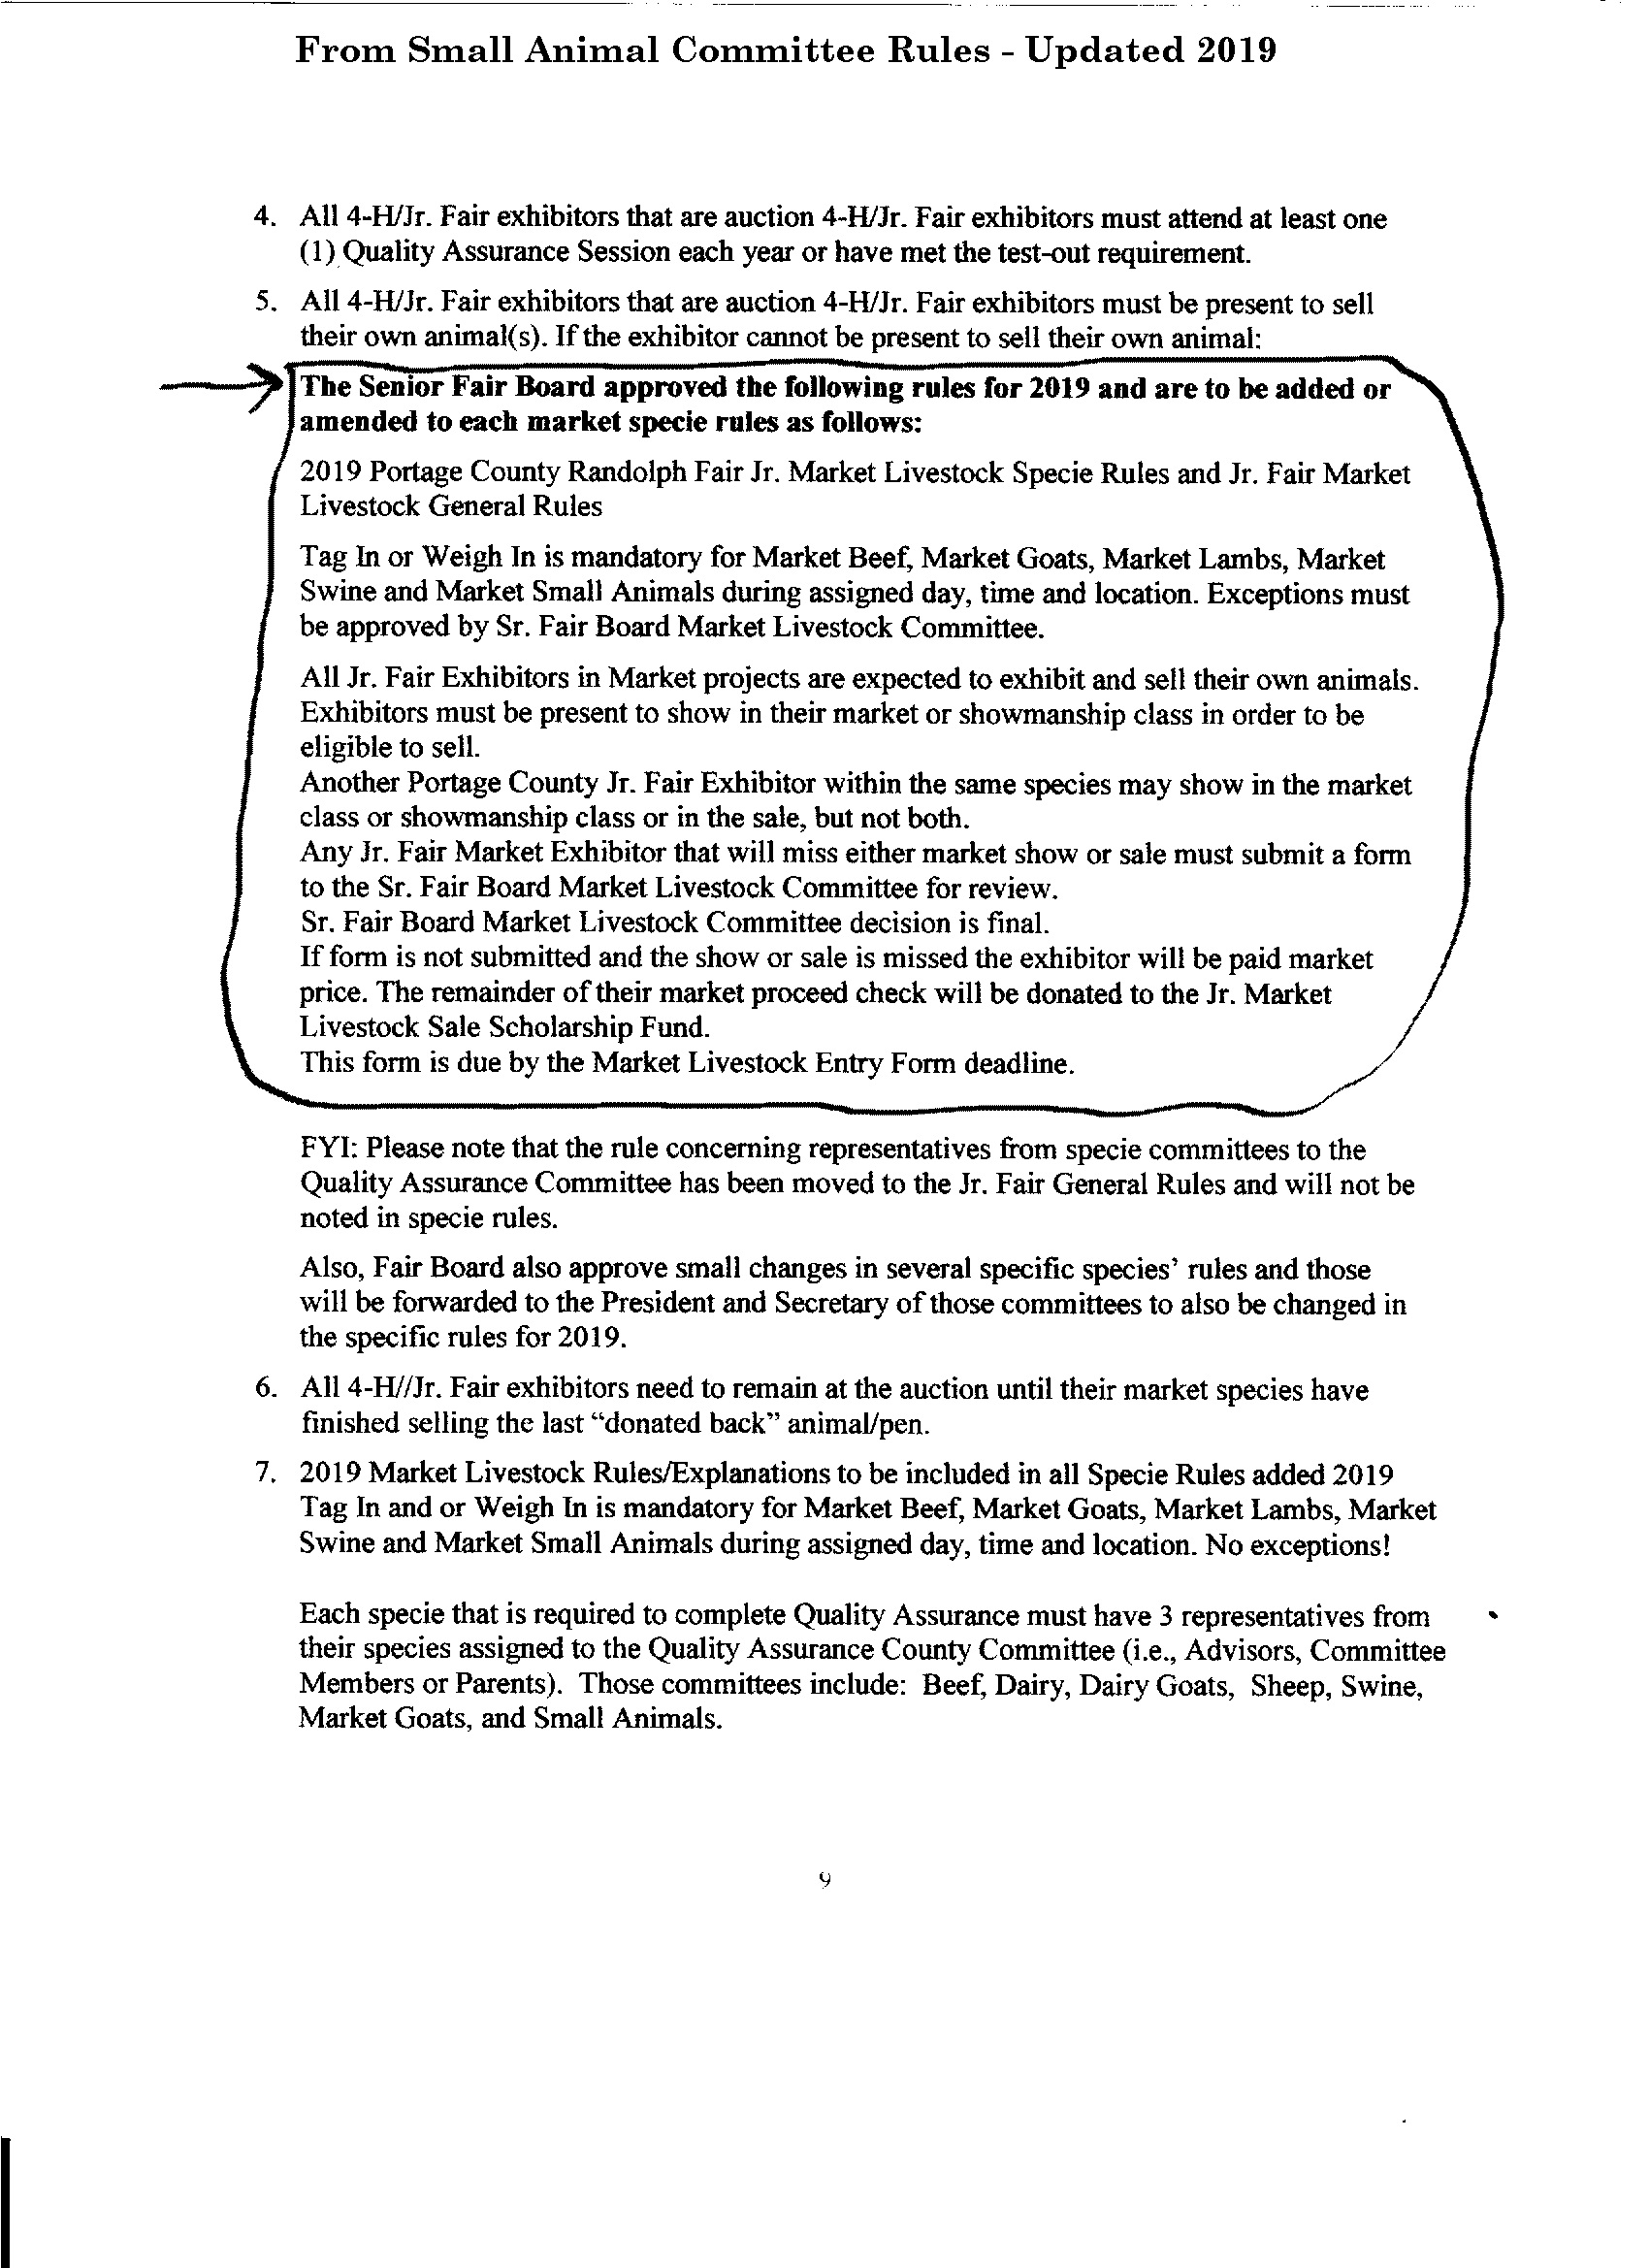 From Small Animal Committee Rules - Updated 2019
4. All 4-H/Jr. Fair exhibitors that are auction 4-H/Jr. Fair exhibitors must attend at least one
(1) Quality Assurance Session each year or have met the test-out requirement.
5. All 4-H/Jr. Fair exhibitors that are auction 4-H/Jr. Fair exhibitors must be present to sell
their own animal(s). If the exhibitor cannot be present to sell their own animal:
The Senior Fair Board approved the following rules for 2019 and are to be added or
amended to each market specie rules as follows:
2019 Portage County Randolph Fair Jr. Market Livestock Specie Rules and Jr. Fair Market
Livestock General Rules
Tag In or Weigh In is mandatory for Market Beef, Market Goats, Market Lambs, Market
Swine and Market Small Animals during assigned day, time and location. Exceptions must
be approved by Sr. Fair Board Market Livestock Committee.
All Jr. Fair Exhibitors in Market projects are expected to exhibit and sell their own animals.
Exhibitors must be present to show in their market or showmanship class in order to be
eligible to sell.
Another Portage County Jr. Fair Exhibitor within the same species may show in the market
class or showmanship class or in the sale, but not both.
Any Jr. Fair Market Exhibitor that will miss either market show or sale must submit a form
to the Sr. Fair Board Market Livestock Committee for review.
Sr. Fair Board Market Livestock Committee decision is final.
If form is not submitted and the show or sale is missed the exhibitor will be paid market
price. The remainder of their market proceed check will be donated to the Jr. Market
Livestock Sale Scholarship Fund.
This form is due by the Market Livestock Entry Form deadline.
FYI: Please note that the rule concerning representatives from specie committees to the
Quality Assurance Committee has been moved to the Jr. Fair General Rules and will not be
noted in specie rules.
Also, Fair Board also approve small changes in several specific species' rules and those
will be forwarded to the President and Secretary of those committees to also be changed in
the specific rules for 2019.
6. All 4-H//Jr. Fair exhibitors need to remain at the auction until their market species have
finished selling the last "donated back" animal/pen.
7. 2019 Market Livestock Rules/Explanations to be included in all Specie Rules added 2019
Tag In and or Weigh In is mandatory for Market Beef, Market Goats, Market Lambs, Market
Swine and Market Small Animals during assigned day, time and location. No exceptions!
Each specie that is required to complete Quality Assurance must have 3 representatives from
their species assigned to the Quality Assurance County Committee (i.e., Advisors, Committee
Members or Parents). Those committees include: Beef, Dairy, Dairy Goats, Sheep, Swine,
Market Goats, and Small Animals.
9